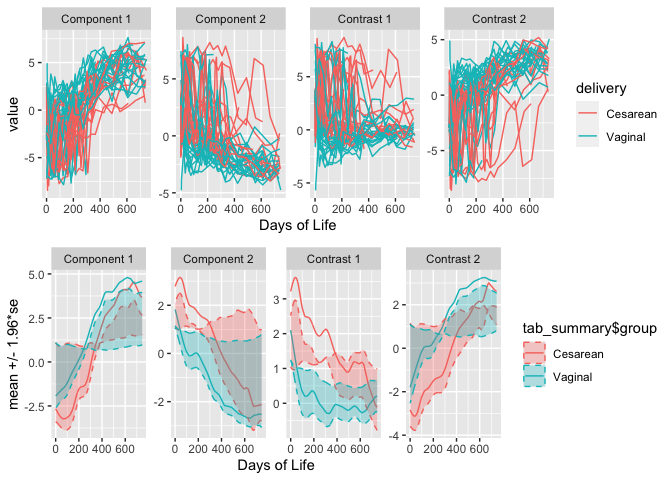 Component 1 Component 2 Contrast 1 Contrast 2
5 0 -5
5 0 -5
5 0 -5
5 0 -5
value
0 200 400 600 0 200 400 600 0 200 400 600 0 200 400 600
Days of Life
delivery
Cesarean
Vaginal
Component 1 Component 2 Contrast 1 Contrast 2
5.0 2.5 0.0 -2.5
2 0 -2
3 2 1 0
2 0 -2 -4
mean +/- 1.96*se
0 200 400 600 0 200 400 600 0 200 400 600 0 200 400 600
Days of Life
tab_summary$group
Cesarean
Vaginal